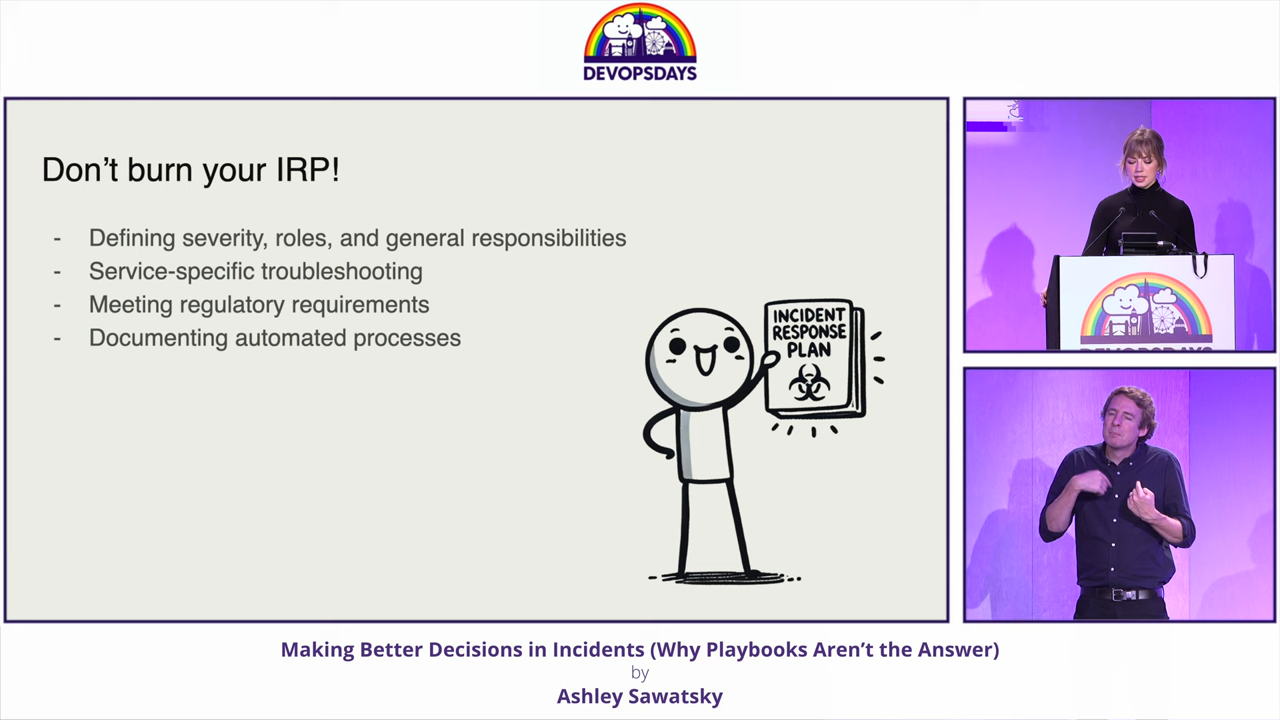 DEVOPSDAYS
Don't burn your IRP!
- Defining severity, roles, and general responsibilities
- Service-specific troubleshooting
- Meeting regulatory requirements
- Documenting automated processes
INCIDENT
RESPONSE
PLAN
DEVOPSDAYS
Making Better Decisions in Incidents (Why Playbooks Aren't the Answer)
by
Ashley Sawatsky